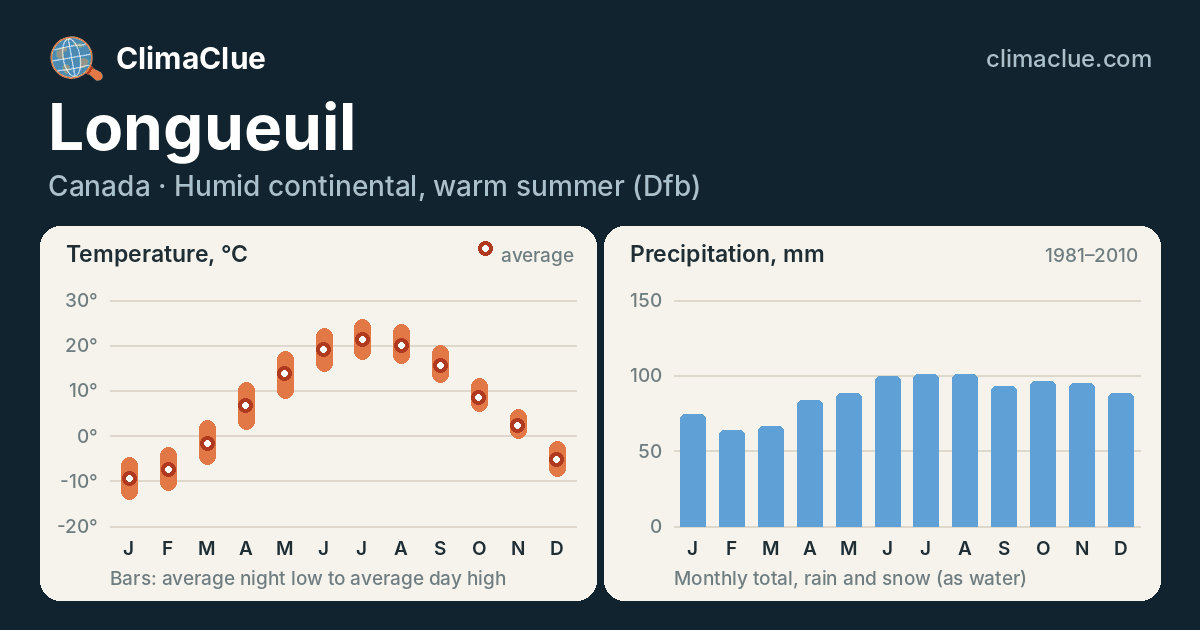 ClimaClue
climaclue.com
Longueuil
Canada · Humid continental, warm summer (Dfb)
Temperature, °C
average
30°
20°
10°
0°
-10°
-20°
J F M A M J J A S O N D
Bars: average night low to average day high
Precipitation, mm
1981–2010
150
100
50
0
J F M A M J J A S O N D
Monthly total, rain and snow (as water)